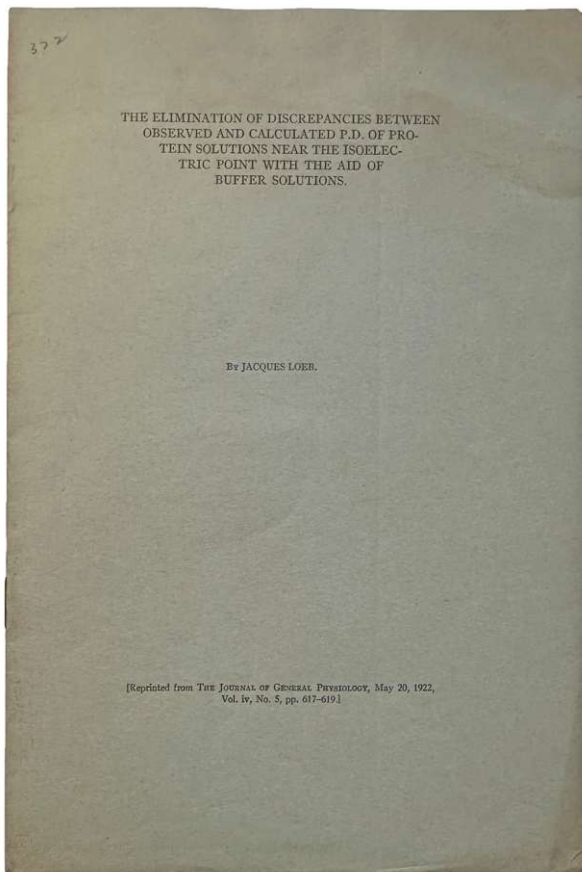 322
THE ELIMINATION OF DISCREPANCIES BETWEEN
OBSERVED AND CALCULATED P.D. OF PRO-
TEIN SOLUTIONS NEAR THE ISOELEC-
TRIC POINT WITH THE AID OF
BUFFER SOLUTIONS.
BY JACQUES LOEB.
[Reprinted from THE JOURNAL OF GENERAL PHYSIOLOGY, May 20, 1922,
Vol. iv, No. 5, pp. 617–619.]